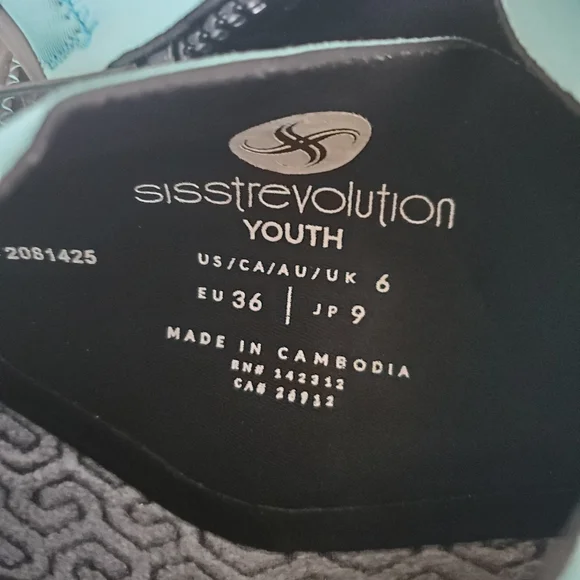 sisstrevolution
YOUTH
2081425
US/CA/AU/UK 6
EU 36 | JP 9
MADE IN CAMBODIA
RN# 142312
CA# 26912